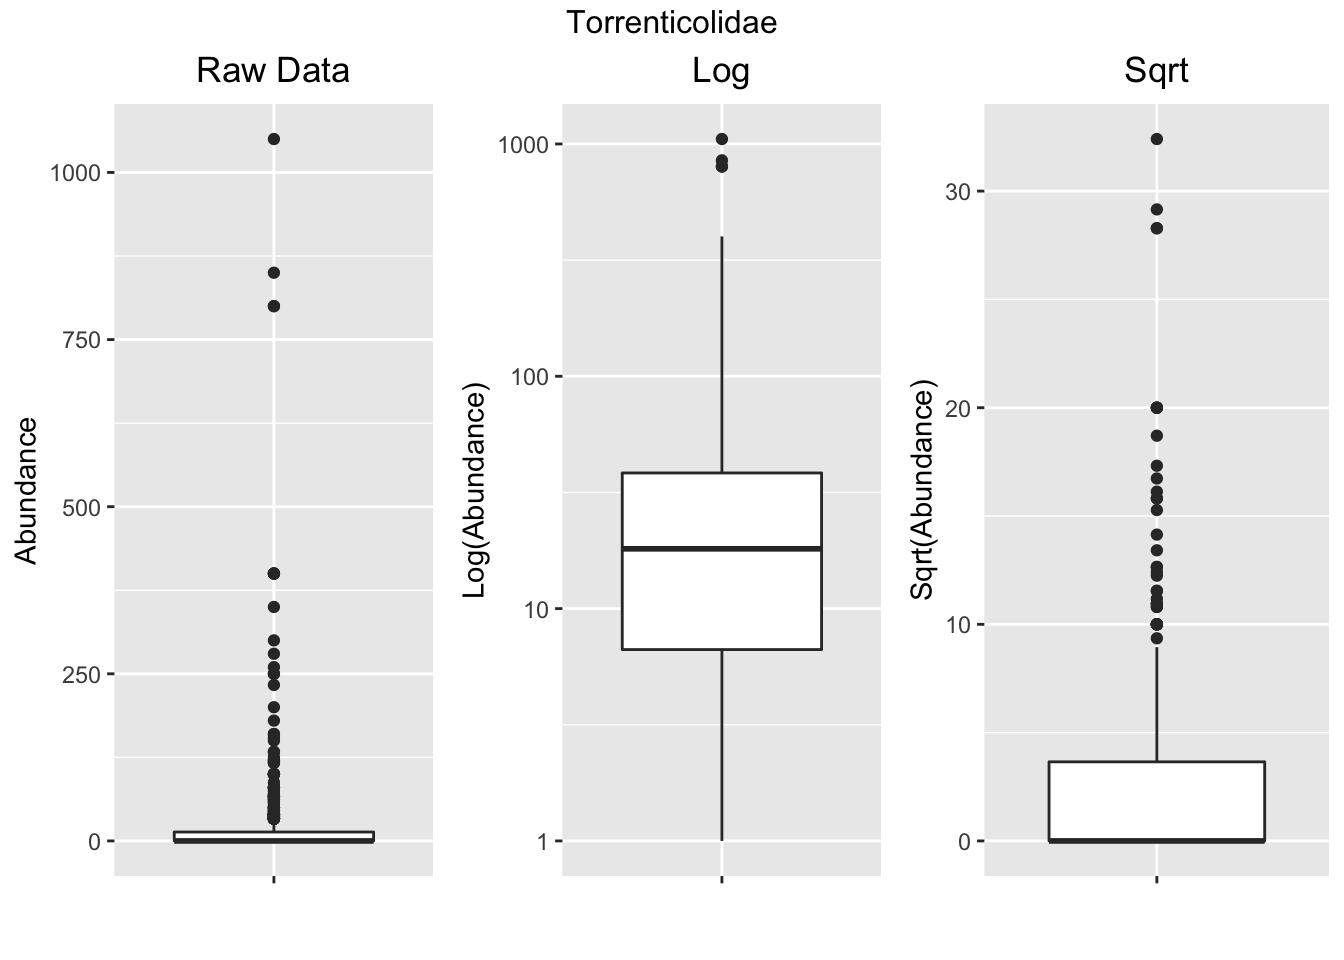 Torrenticolidae
Raw Data
Log
Sqrt
Abundance
1000
750
500
250
0
Log(Abundance)
1000
100
10
1
Sqrt(Abundance)
30
20
10
0